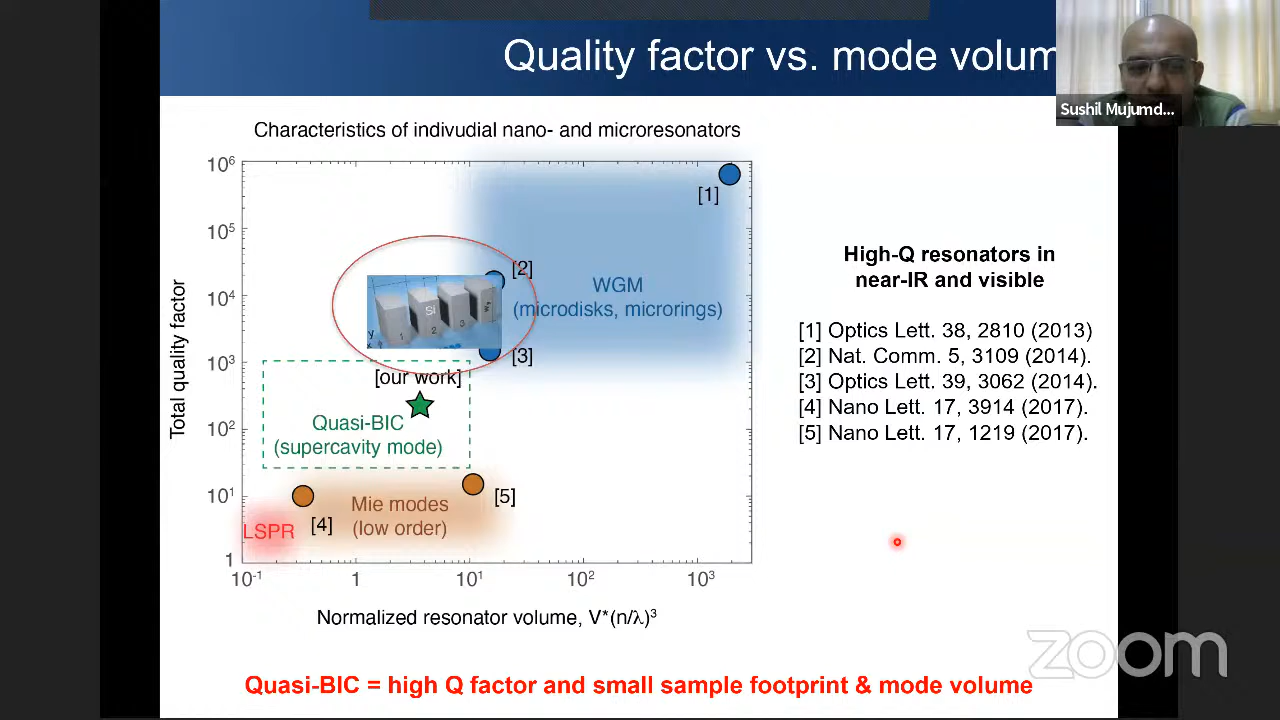 Quality factor vs. mode volum
Sushil Mujumd...
Characteristics of indivudial nano- and microresonators
Total quality factor
10⁶
10⁵
10⁴
10³
10²
10¹
1
10⁻¹
1
10¹
10²
10³
Normalized resonator volume, V*(n/λ)³
[1]
[2]
[3]
WGM
(microdisks, microrings)
Si
1
2
3
y
x
[our work]
Quasi-BIC
(supercavity mode)
[4]
[5]
Mie modes
(low order)
LSPR
High-Q resonators in
near-IR and visible
[1] Optics Lett. 38, 2810 (2013)
[2] Nat. Comm. 5, 3109 (2014).
[3] Optics Lett. 39, 3062 (2014).
[4] Nano Lett. 17, 3914 (2017).
[5] Nano Lett. 17, 1219 (2017).
zoom
Quasi-BIC = high Q factor and small sample footprint & mode volume